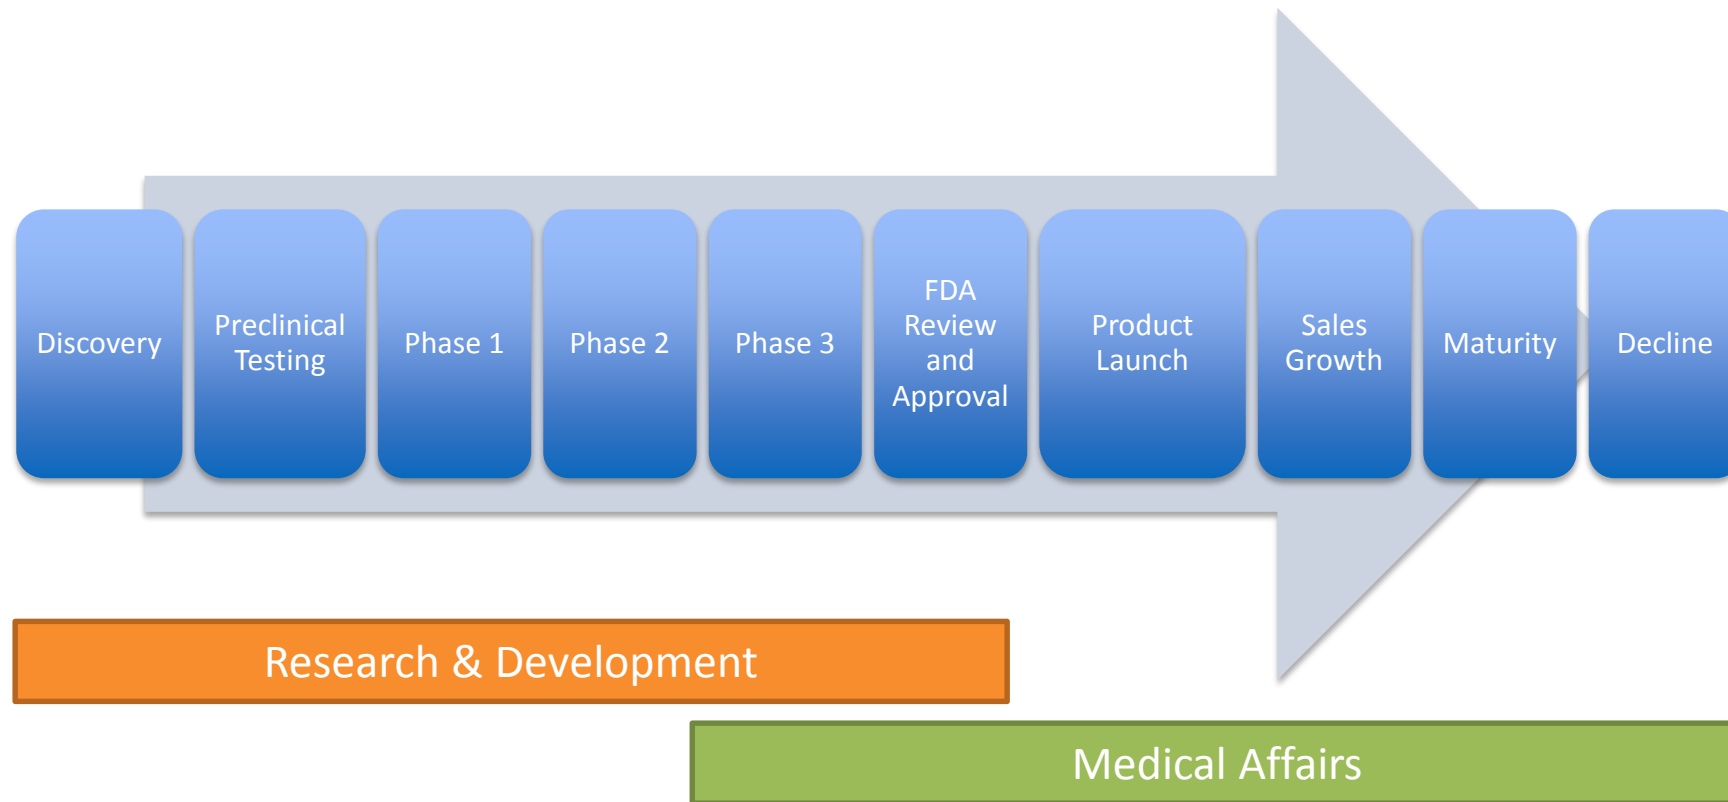 Discovery
Preclinical
Testing
Phase 1
Phase 2
Phase 3
FDA
Review
and
Approval
Product
Launch
Sales
Growth
Maturity
Decline
Research & Development
Medical Affairs